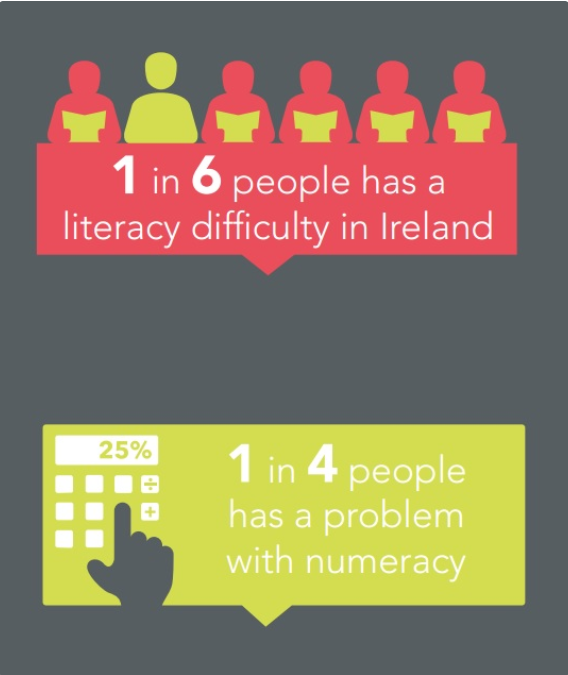 1 in 6 people has a
literacy difficulty in Ireland
25%
÷
+
1 in 4 people
has a problem
with numeracy